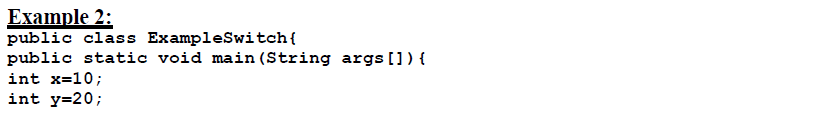 Example 2:
public class ExampleSwitch{
public static void main(String args[]){
int x=10;
int y=20;